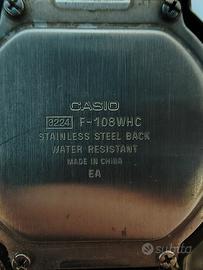 CASIO
3224 F-108WHC
STAINLESS STEEL BACK
WATER RESISTANT
MADE IN CHINA
EA
subito